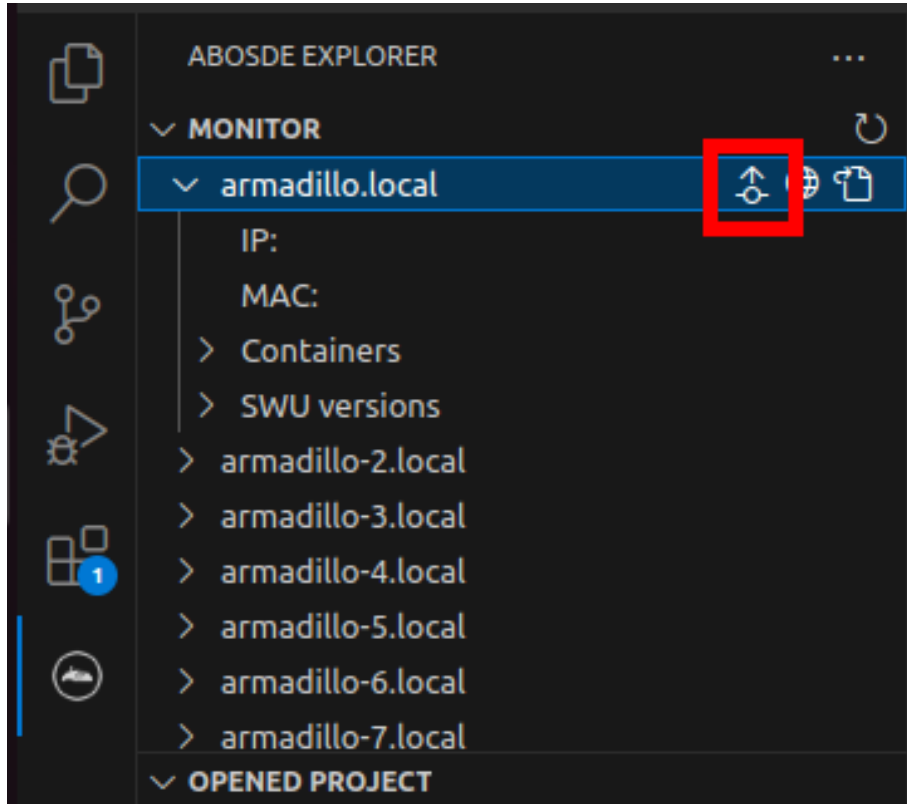 ABOSDE EXPLORER
MONITOR
armadillo.local
IP:
MAC:
Containers
SWU versions
armadillo-2.local
armadillo-3.local
armadillo-4.local
1
armadillo-5.local
armadillo-6.local
armadillo-7.local
OPENED PROJECT